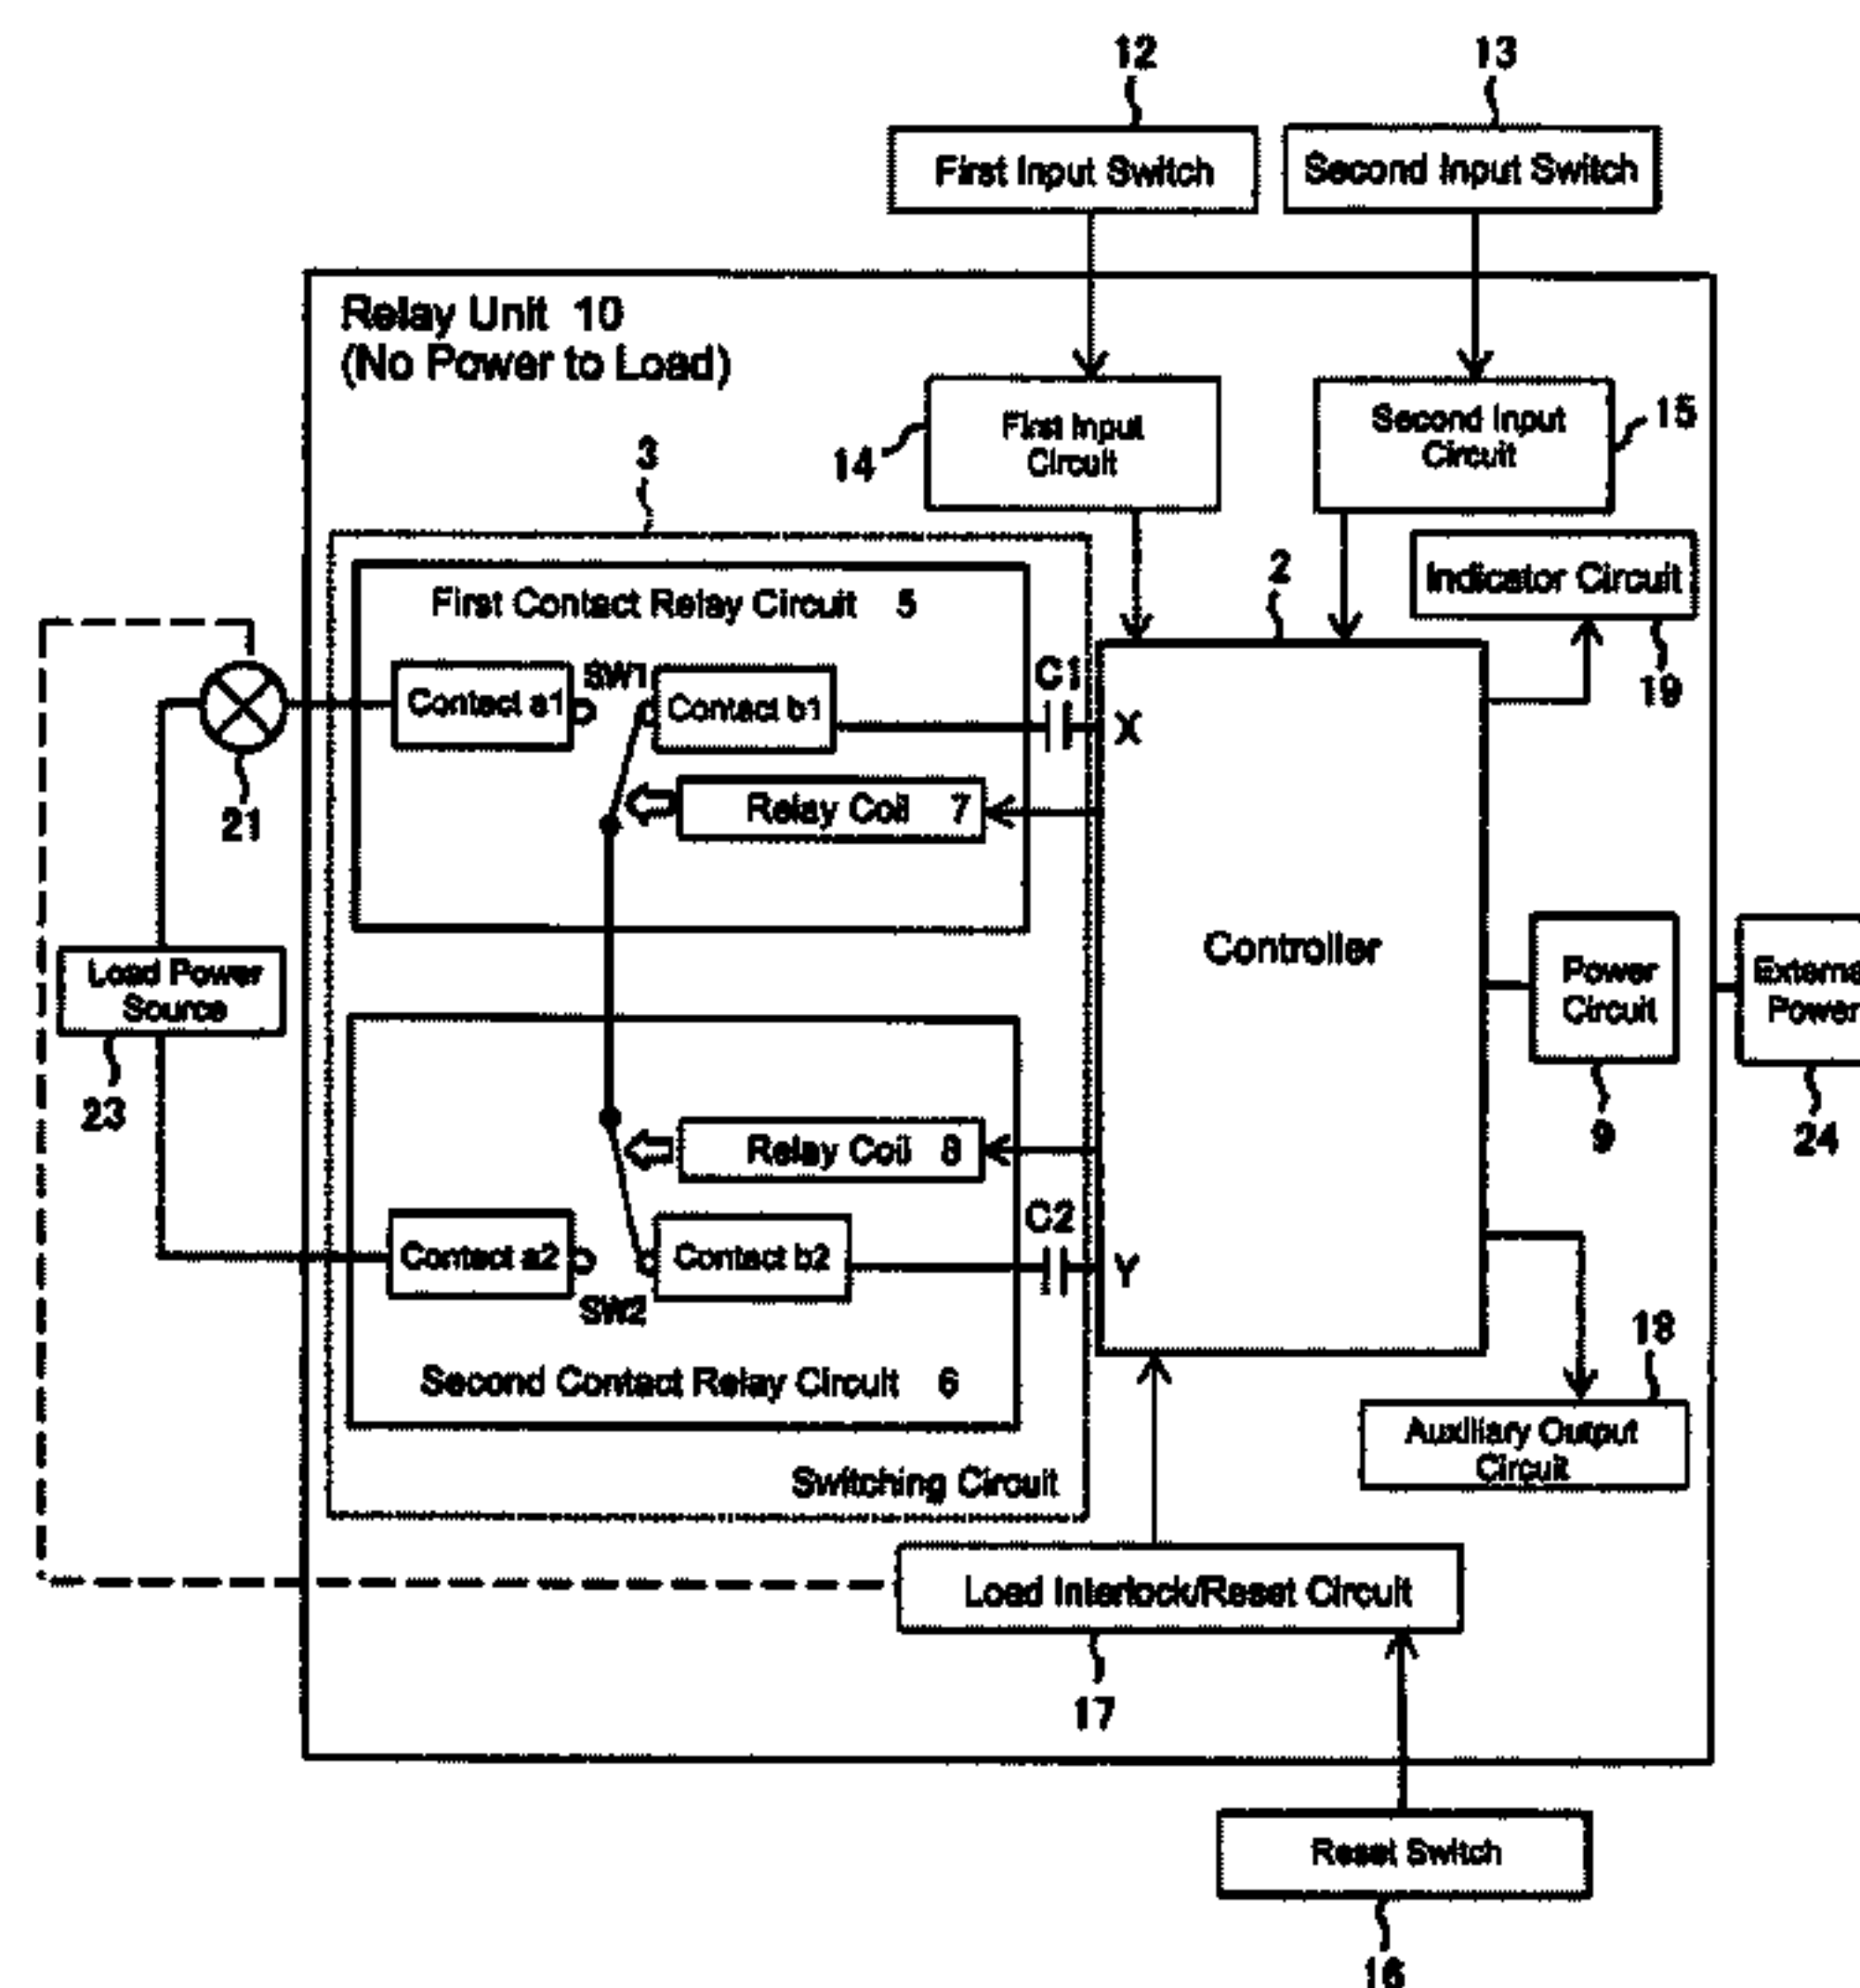 12
13
First Input Switch
Second Input Switch
Relay Unit 10
(No Power to Load)
First Input
Circuit
14
Second Input
Circuit
15
3
2
Indicator Circuit
19
First Contact Relay Circuit 5
Contact a1
SW1
Contact b1
C1
X
Relay Coil 7
21
Controller
Load Power
Source
23
Power
Circuit
9
Externa
Power
24
Relay Coil 8
C2
Contact a2
SW2
Contact b2
Y
Second Contact Relay Circuit 6
Switching Circuit
18
Auxiliary Output
Circuit
Load Interlock/Reset Circuit
17
Reset Switch
16